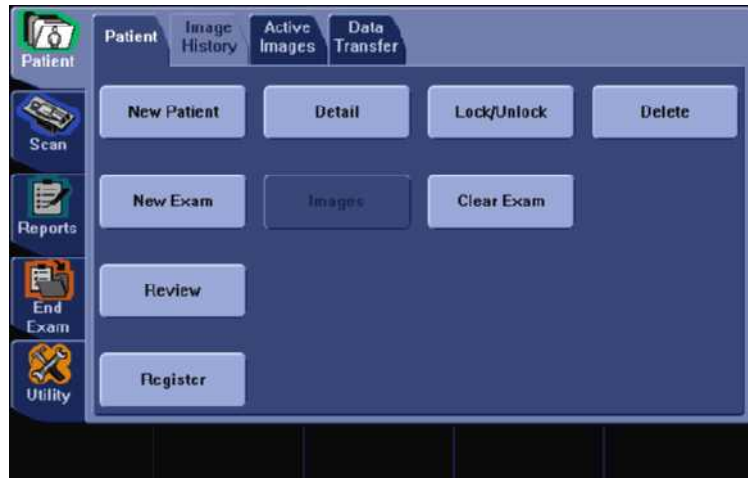 Patient
Image
History
Active
Images
Data
Transfer
Patient
Scan
Reports
End
Exam
Utility
New Patient
Detail
Lock/Unlock
Delete
New Exam
Images
Clear Exam
Review
Register